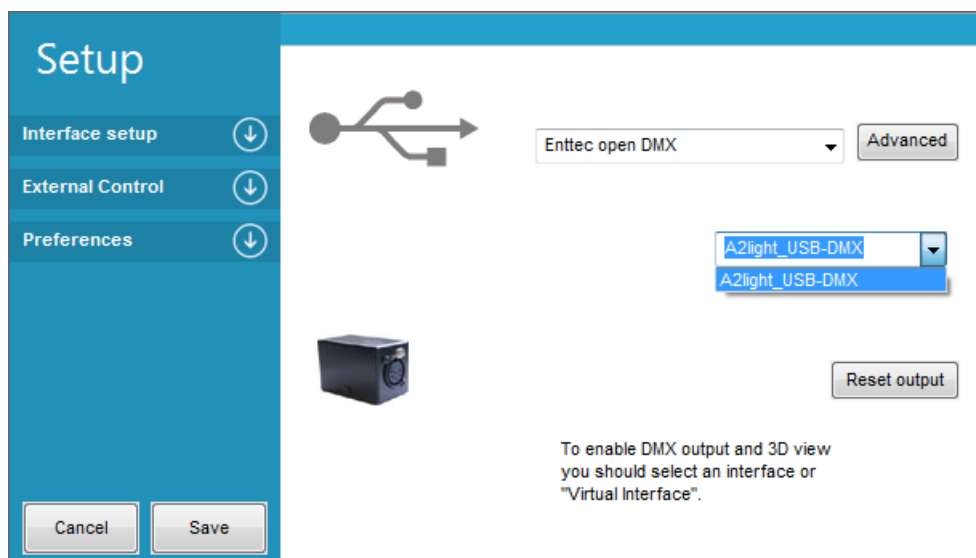 Setup
Interface setup
External Control
Preferences
Cancel
Save
Enttec open DMX
Advanced
A2light_USB-DMX
A2light_USB-DMX
Reset output
To enable DMX output and 3D view
you should select an interface or
"Virtual Interface".